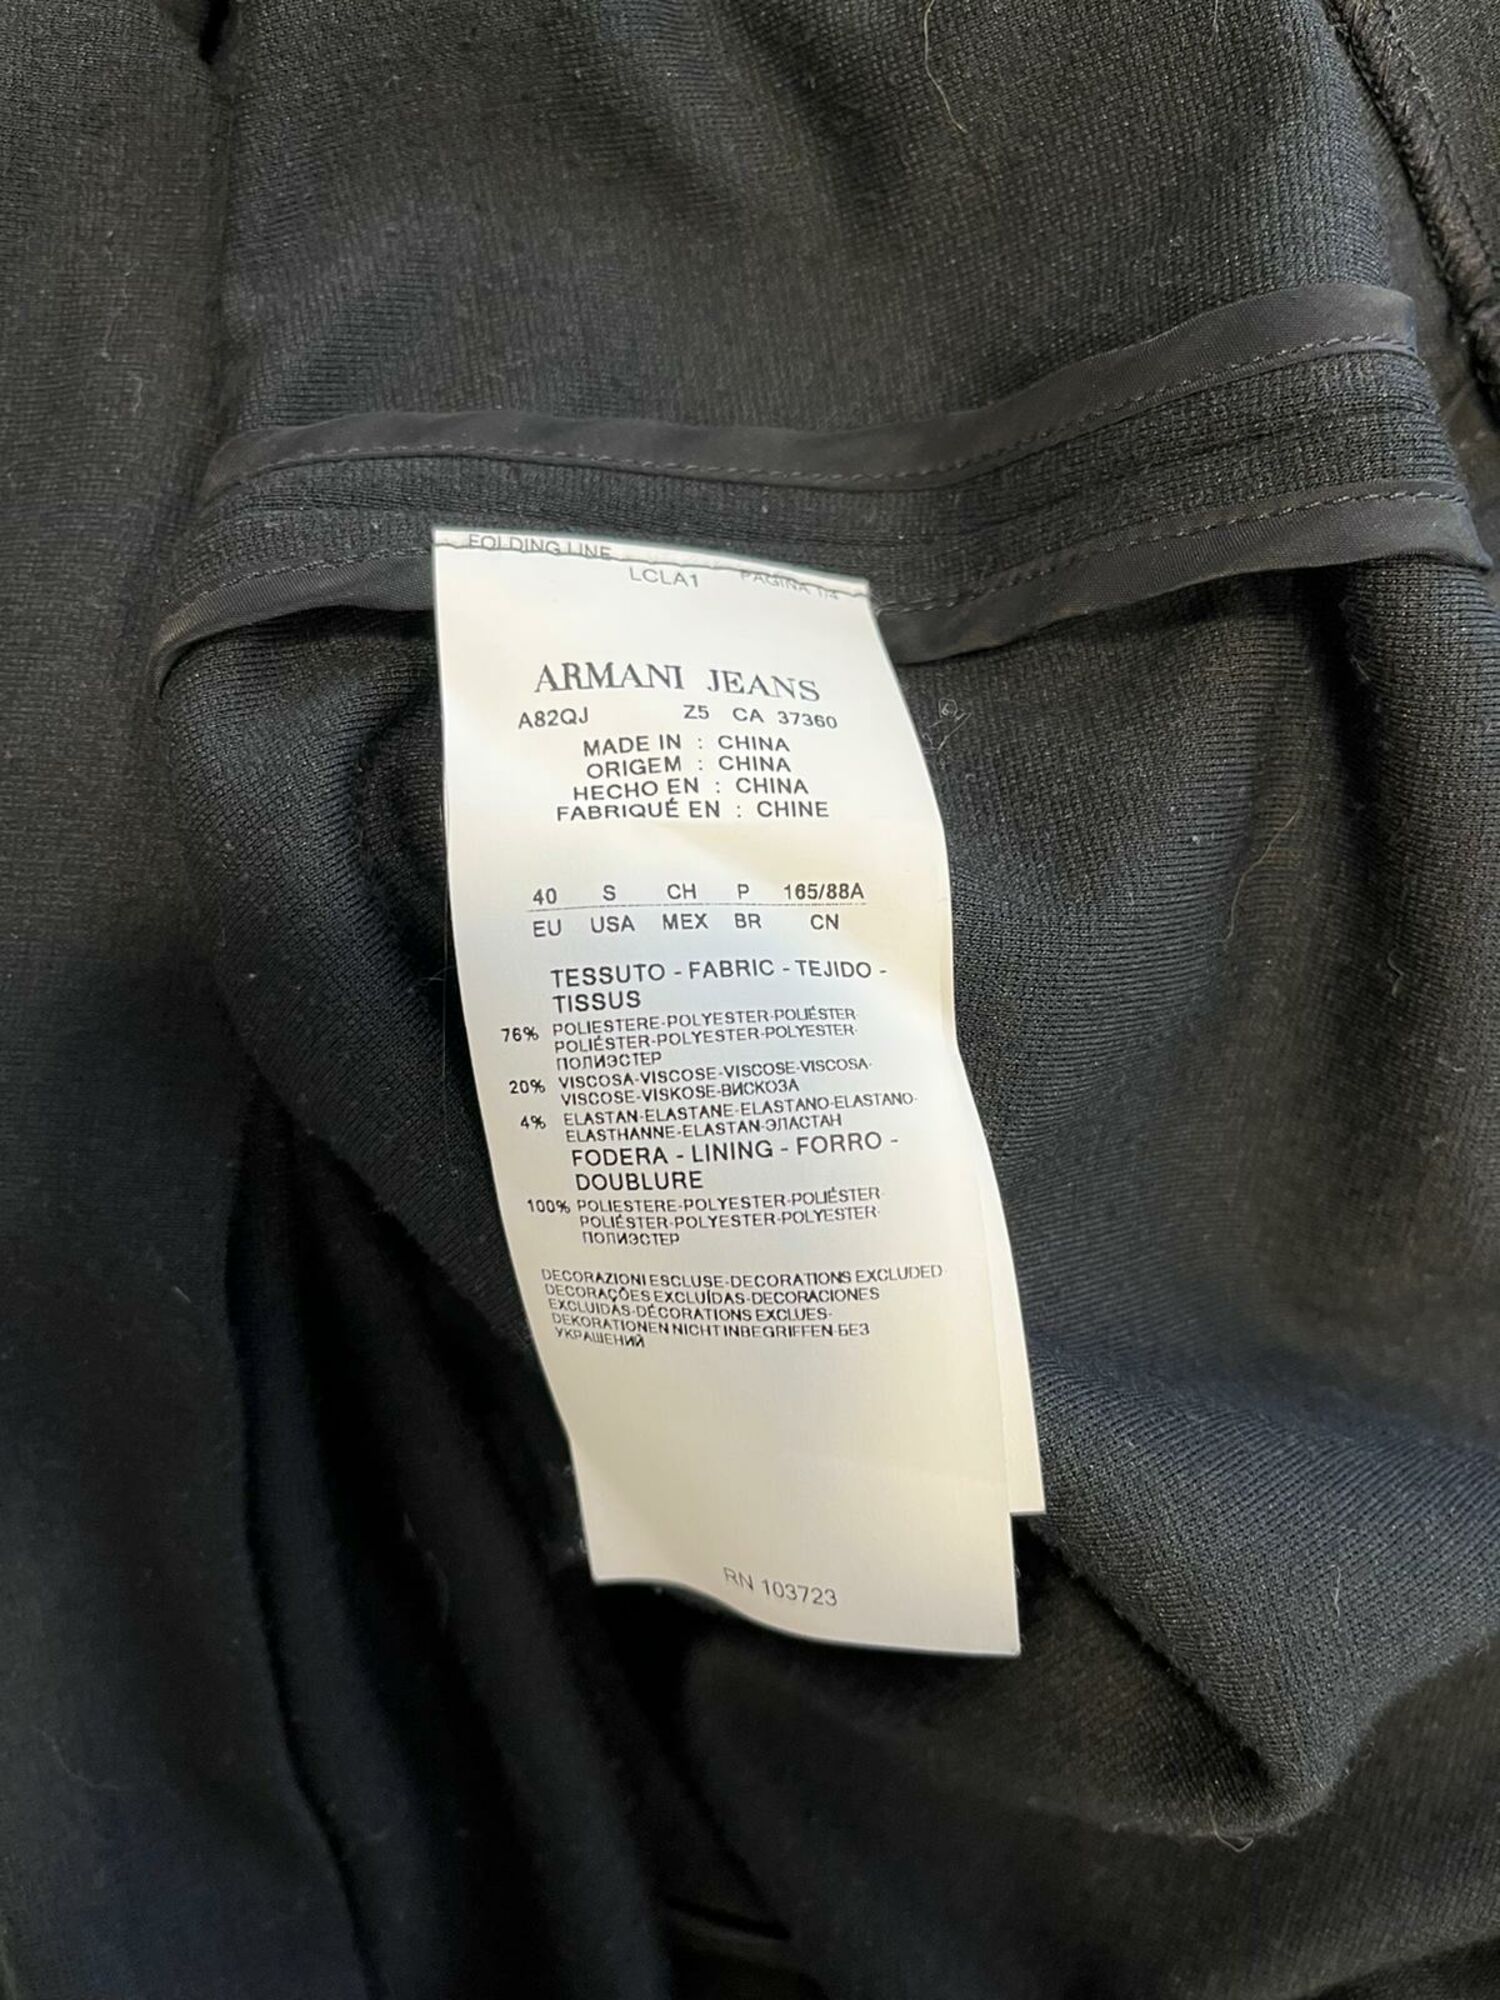 FOLDING LINE
LCLA1 PAGINA 1/4
ARMANI JEANS
A82QJ Z5 CA 37360
MADE IN : CHINA
ORIGEM : CHINA
HECHO EN : CHINA
FABRIQUÉ EN : CHINE
40 S CH P 165/88A
EU USA MEX BR CN
TESSUTO - FABRIC - TEJIDO -
TISSUS
76% POLIESTERE-POLYESTER-POLIÉSTER
POLIÉSTER-POLYESTER-POLYESTER-
ПОЛИЭСТЕР
20% VISCOSA-VISCOSE-VISCOSE-VISCOSA-
VISCOSE-VISKOSE-ВИСКОЗА
4% ELASTAN-ELASTANE-ELASTANO-ELASTANO-
ELASTHANNE-ELASTAN-ЭЛАСТАН
FODERA - LINING - FORRO -
DOUBLURE
100% POLIESTERE-POLYESTER-POLIÉSTER-
POLIÉSTER-POLYESTER-POLYESTER-
ПОЛИЭСТЕР
DECORAZIONI ESCLUSE-DECORATIONS EXCLUDED-
DECORAÇÕES EXCLUÍDAS-DECORACIONES
EXCLUIDAS-DÉCORATIONS EXCLUES-
DEKORATIONEN NICHT INBEGRIFFEN-БЕЗ
УКРАШЕНИЙ
RN 103723